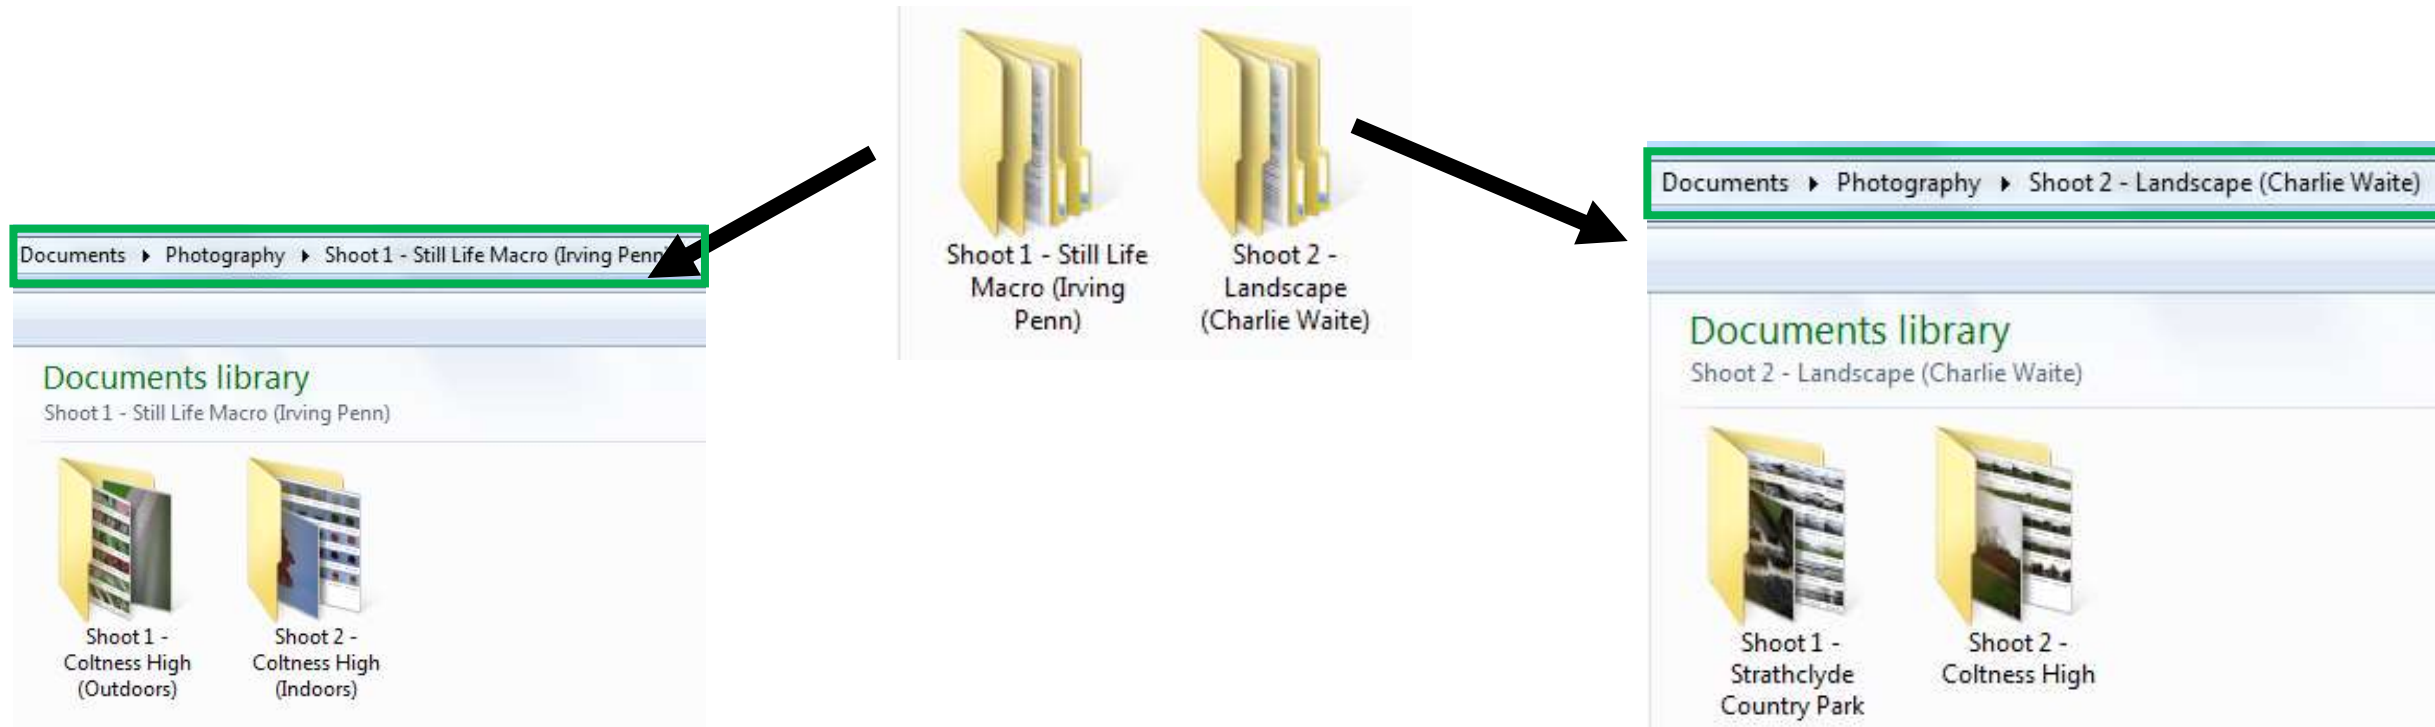 Shoot 1 - Still Life
Macro (Irving
Penn)
Shoot 2 -
Landscape
(Charlie Waite)
Documents ▸ Photography ▸ Shoot 1 - Still Life Macro (Irving Penn)
Documents library
Shoot 1 - Still Life Macro (Irving Penn)
Shoot 1 -
Coltness High
(Outdoors)
Shoot 2 -
Coltness High
(Indoors)
Documents ▸ Photography ▸ Shoot 2 - Landscape (Charlie Waite)
Documents library
Shoot 2 - Landscape (Charlie Waite)
Shoot 1 -
Strathclyde
Country Park
Shoot 2 -
Coltness High